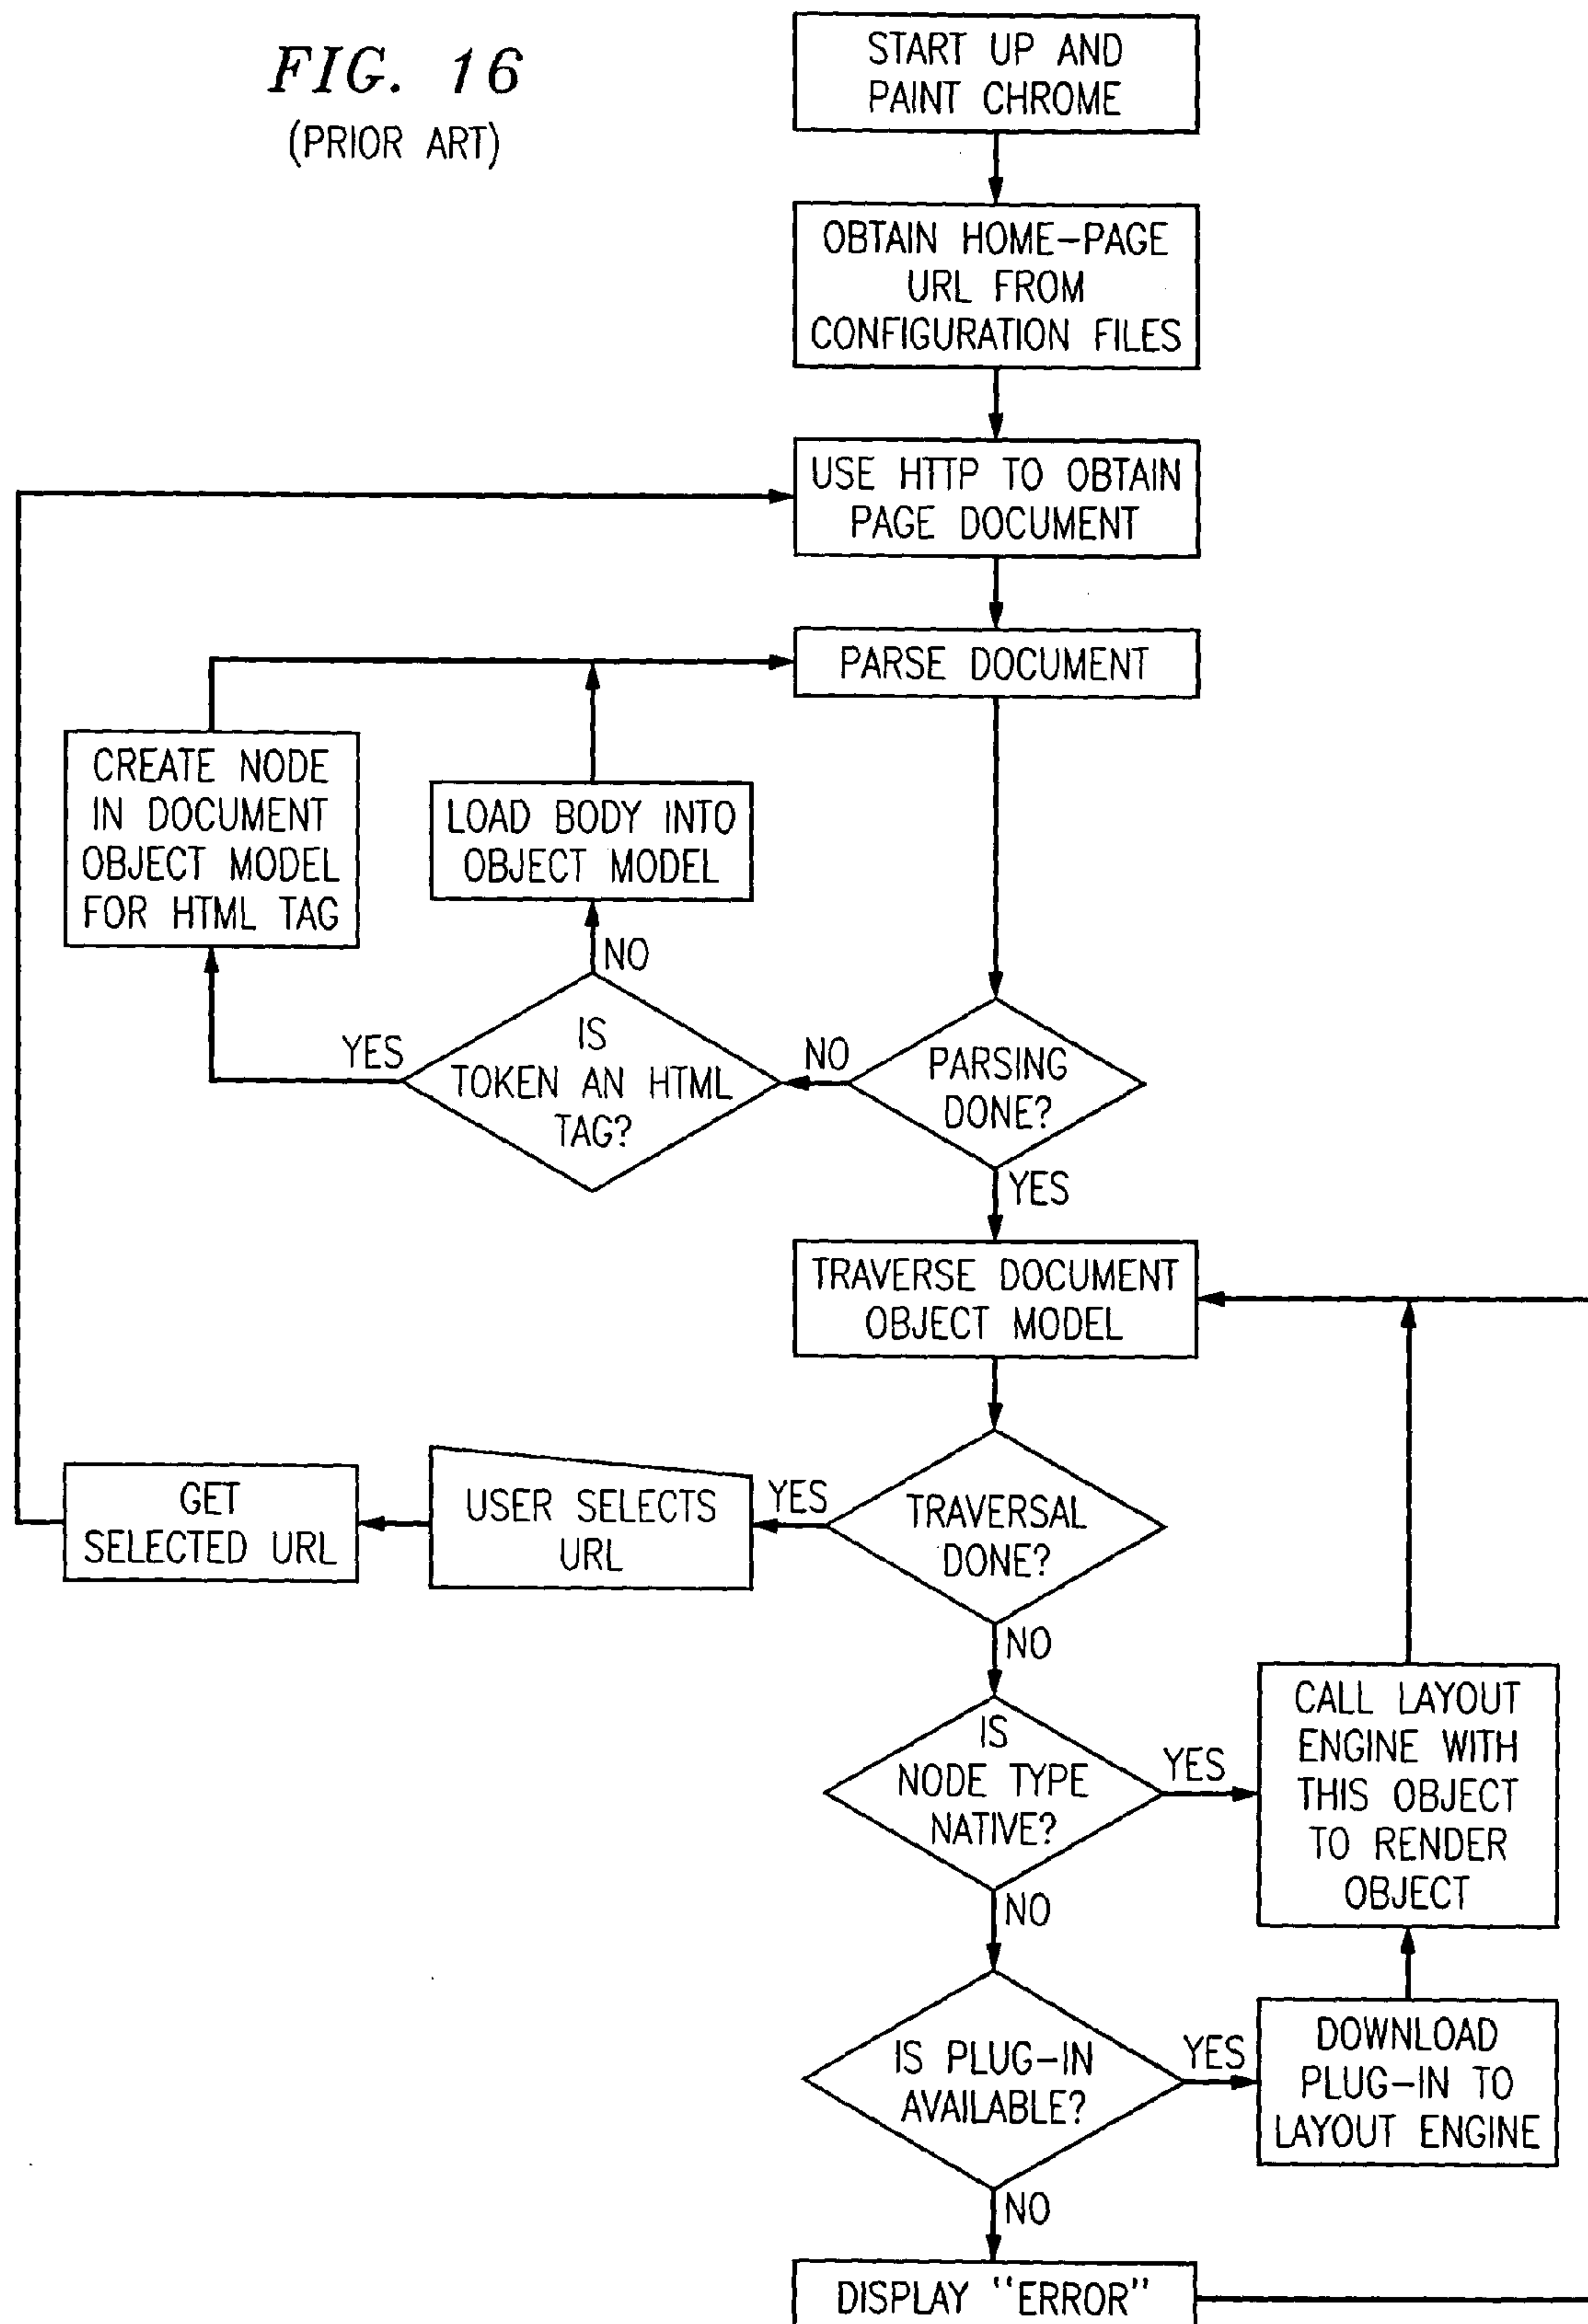 FIG. 16
(PRIOR ART)
START UP AND
PAINT CHROME
OBTAIN HOME-PAGE
URL FROM
CONFIGURATION FILES
USE HTTP TO OBTAIN
PAGE DOCUMENT
PARSE DOCUMENT
CREATE NODE
IN DOCUMENT
OBJECT MODEL
FOR HTML TAG
LOAD BODY INTO
OBJECT MODEL
NO
YES
IS
TOKEN AN HTML
TAG?
NO
PARSING
DONE?
YES
TRAVERSE DOCUMENT
OBJECT MODEL
GET
SELECTED URL
USER SELECTS
URL
YES
TRAVERSAL
DONE?
NO
IS
NODE TYPE
NATIVE?
YES
CALL LAYOUT
ENGINE WITH
THIS OBJECT
TO RENDER
OBJECT
NO
IS PLUG-IN
AVAILABLE?
YES
DOWNLOAD
PLUG-IN TO
LAYOUT ENGINE
NO
DISPLAY "ERROR"